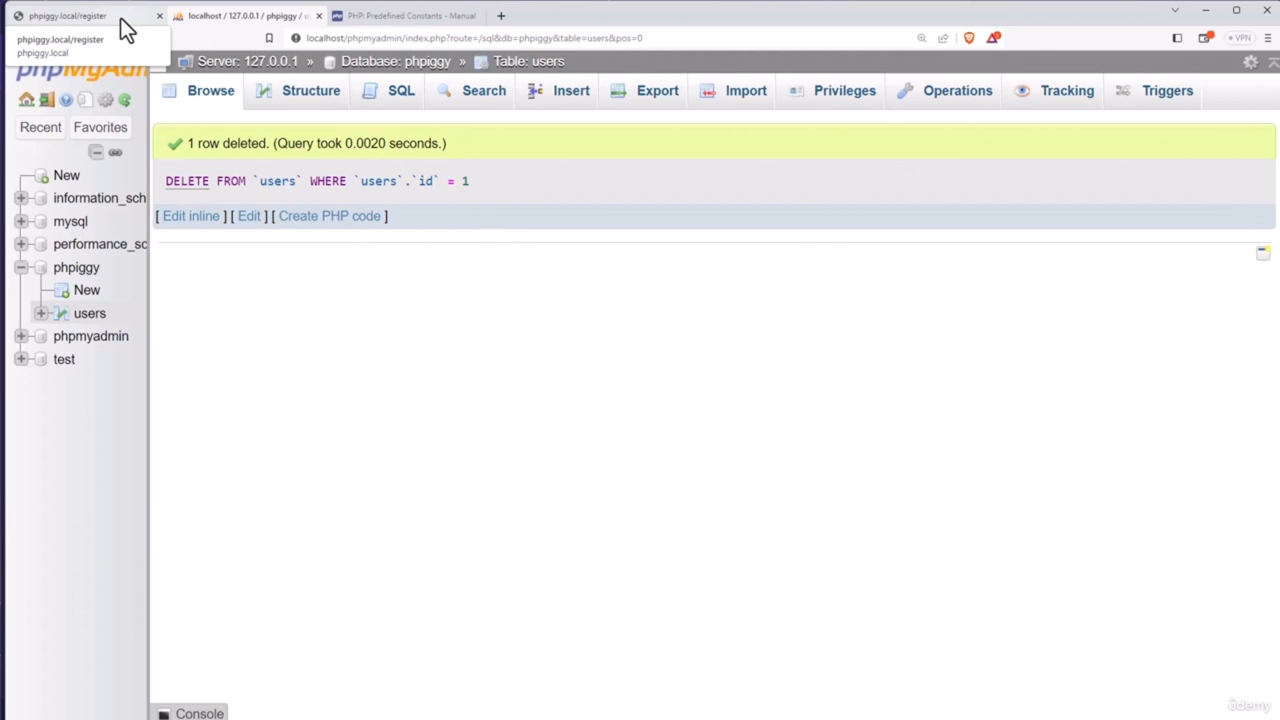 phpiggy.local/register
localhost / 127.0.0.1 / phpiggy / u
PHP: Predefined Constants - Manual
phpiggy.local/register
phpiggy.local
localhost/phpmyadmin/index.php?route=/sql&db=phpiggy&table=users&pos=0
VPN
phpMyAdm
Server: 127.0.0.1 » Database: phpiggy » Table: users
Browse Structure SQL Search Insert Export Import Privileges Operations Tracking Triggers
Recent Favorites
1 row deleted. (Query took 0.0020 seconds.)
DELETE FROM `users` WHERE `users`.`id` = 1
[ Edit inline ] [ Edit ] [ Create PHP code ]
New
information_sch
mysql
performance_sc
phpiggy
New
users
phpmyadmin
test
Console
ûdemy